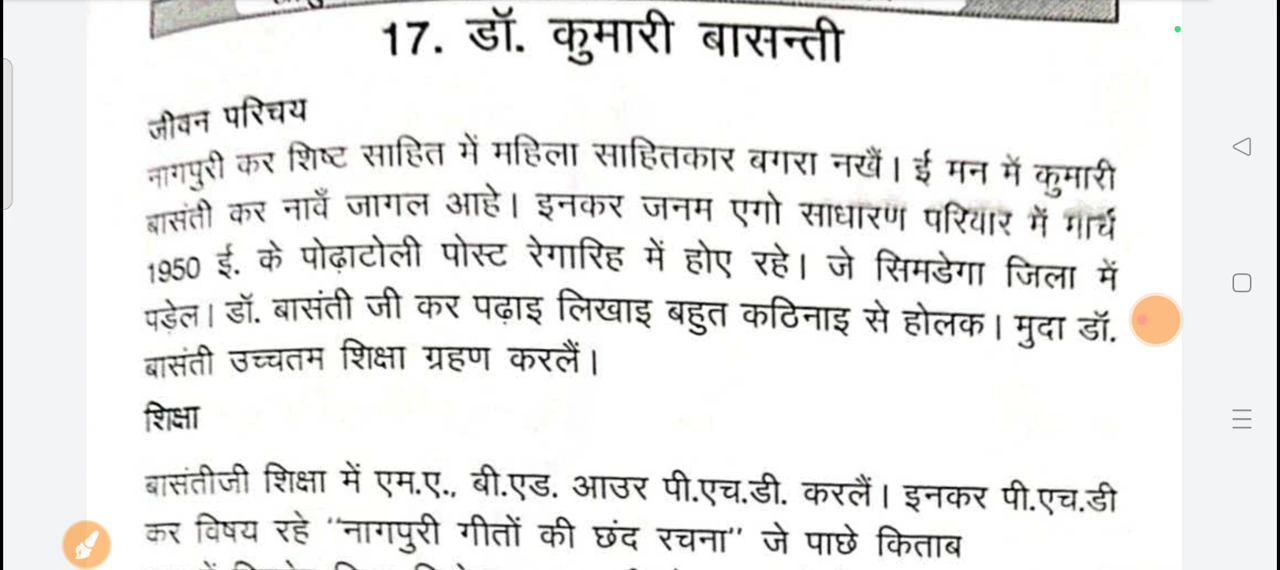 17. डॉ. कुमारी बासन्ती
जीवन परिचय
नागपुरी कर शिष्ट साहित में महिला साहितकार बगरा नखैं। ई मन में कुमारी
बासंती कर नावँ जागल आहे। इनकर जनम एगो साधारण परिवार में मार्च
1950 ई. के पोढ़ाटोली पोस्ट रेगारिह में होए रहे। जे सिमडेगा जिला में
पड़ेल। डॉ. बासंती जी कर पढ़ाइ लिखाइ बहुत कठिनाइ से होलक। मुदा डॉ.
बासंती उच्चतम शिक्षा ग्रहण करलैं।
शिक्षा
बासंतीजी शिक्षा में एम.ए., बी.एड. आउर पी.एच.डी. करलैं। इनकर पी.एच.डी
कर विषय रहे "नागपुरी गीतों की छंद रचना" जे पाछे किताब